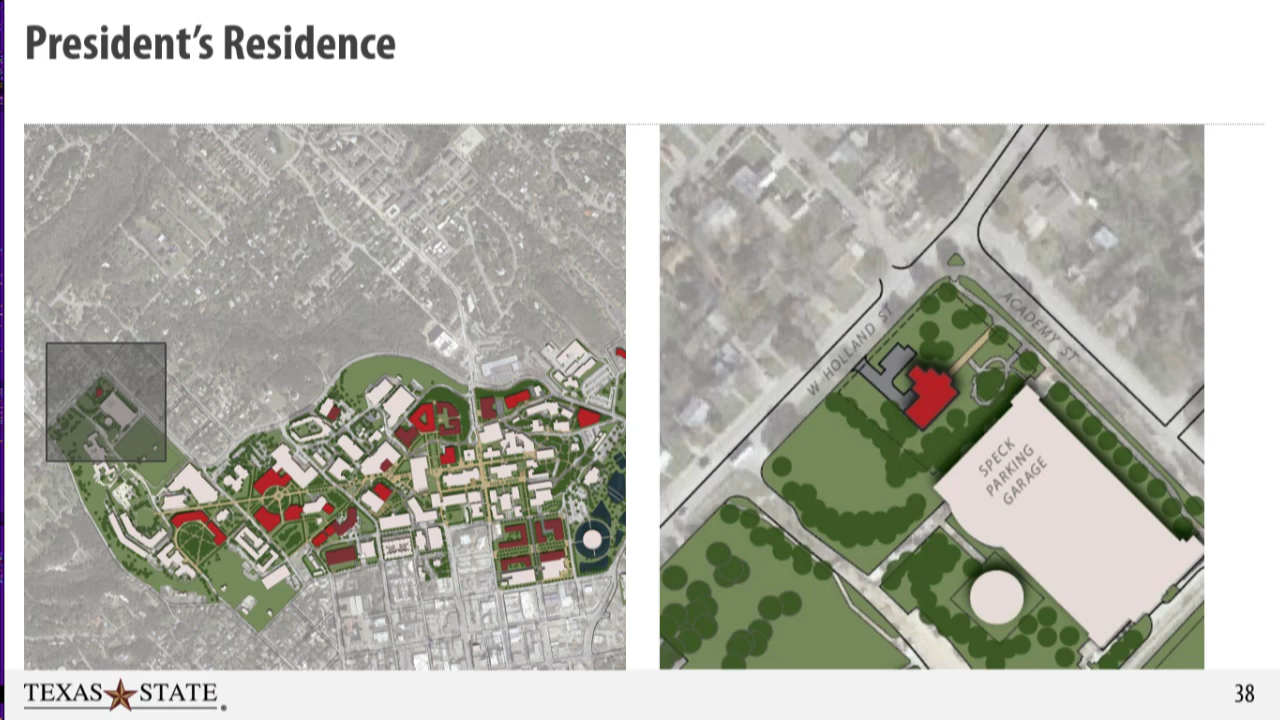 President's Residence
W HOLLAND ST
ACADEMY ST
SPECK
PARKING
GARAGE
TEXAS STATE ®
38